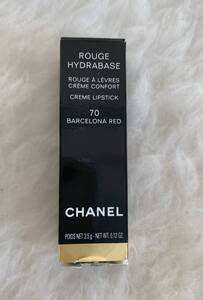 ROUGE
HYDRABASE
ROUGE À LÈVRES
CRÈME CONFORT
CREME LIPSTICK
70
BARCELONA RED
CHANEL
POIDS NET 3.5 g - NET WT. 0.12 OZ.